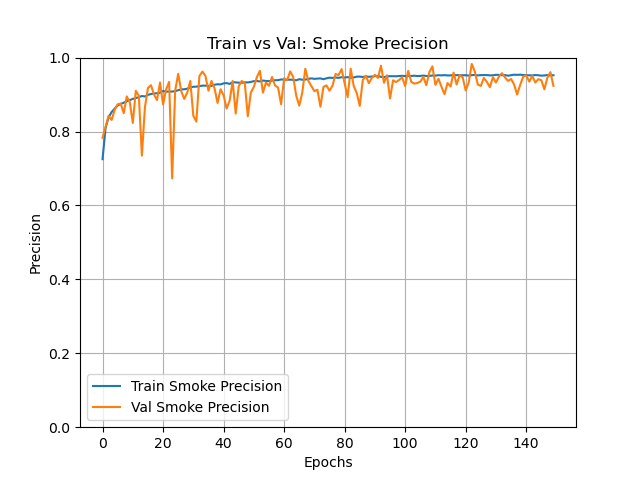 Train vs Val: Smoke Precision
1.0
0.8
0.6
0.4
0.2
0.0
Precision
Train Smoke Precision
Val Smoke Precision
0 20 40 60 80 100 120 140
Epochs